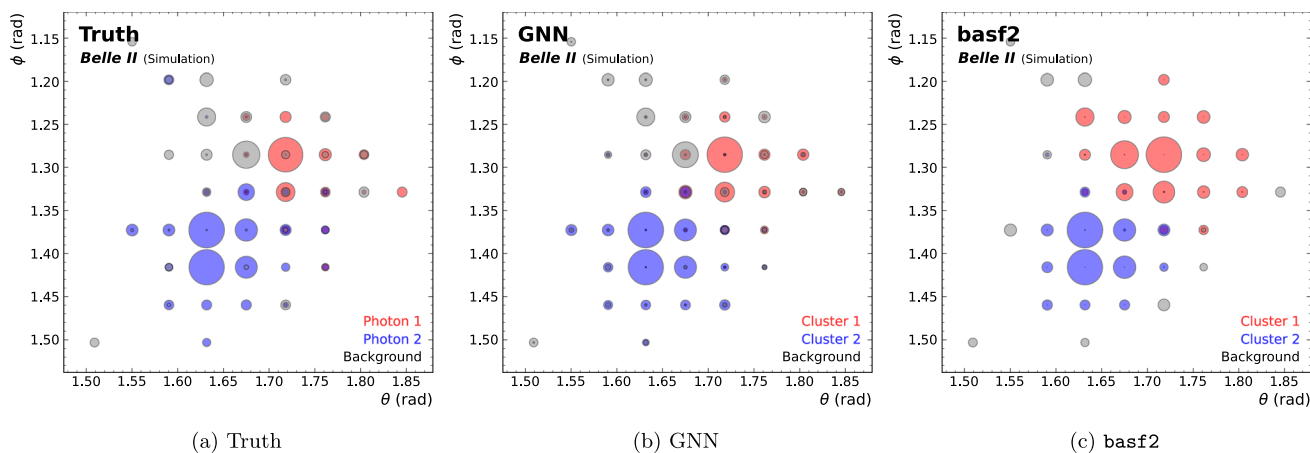 Truth
Belle II (Simulation)
ϕ (rad)
1.15
1.20
1.25
1.30
1.35
1.40
1.45
1.50
Photon 1
Photon 2
Background
1.50 1.55 1.60 1.65 1.70 1.75 1.80 1.85
θ (rad)
(a) Truth
GNN
Belle II (Simulation)
ϕ (rad)
1.15
1.20
1.25
1.30
1.35
1.40
1.45
1.50
Cluster 1
Cluster 2
Background
1.50 1.55 1.60 1.65 1.70 1.75 1.80 1.85
θ (rad)
(b) GNN
basf2
Belle II (Simulation)
ϕ (rad)
1.15
1.20
1.25
1.30
1.35
1.40
1.45
1.50
Cluster 1
Cluster 2
Background
1.50 1.55 1.60 1.65 1.70 1.75 1.80 1.85
θ (rad)
(c) basf2